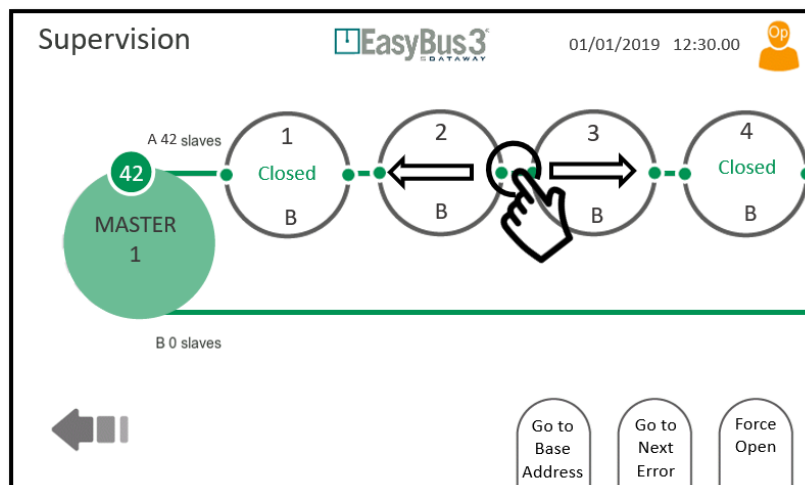 Supervision
EasyBus3
DATAWAY
01/01/2019 12:30.00
Op
A 42 slaves
42
MASTER
1
1
Closed
B
2
B
3
B
4
Closed
B
B 0 slaves
Go to
Base
Address
Go to
Next
Error
Force
Open